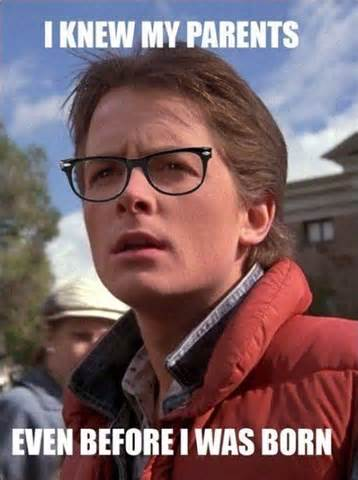 I KNEW MY PARENTS
EVEN BEFORE I WAS BORN